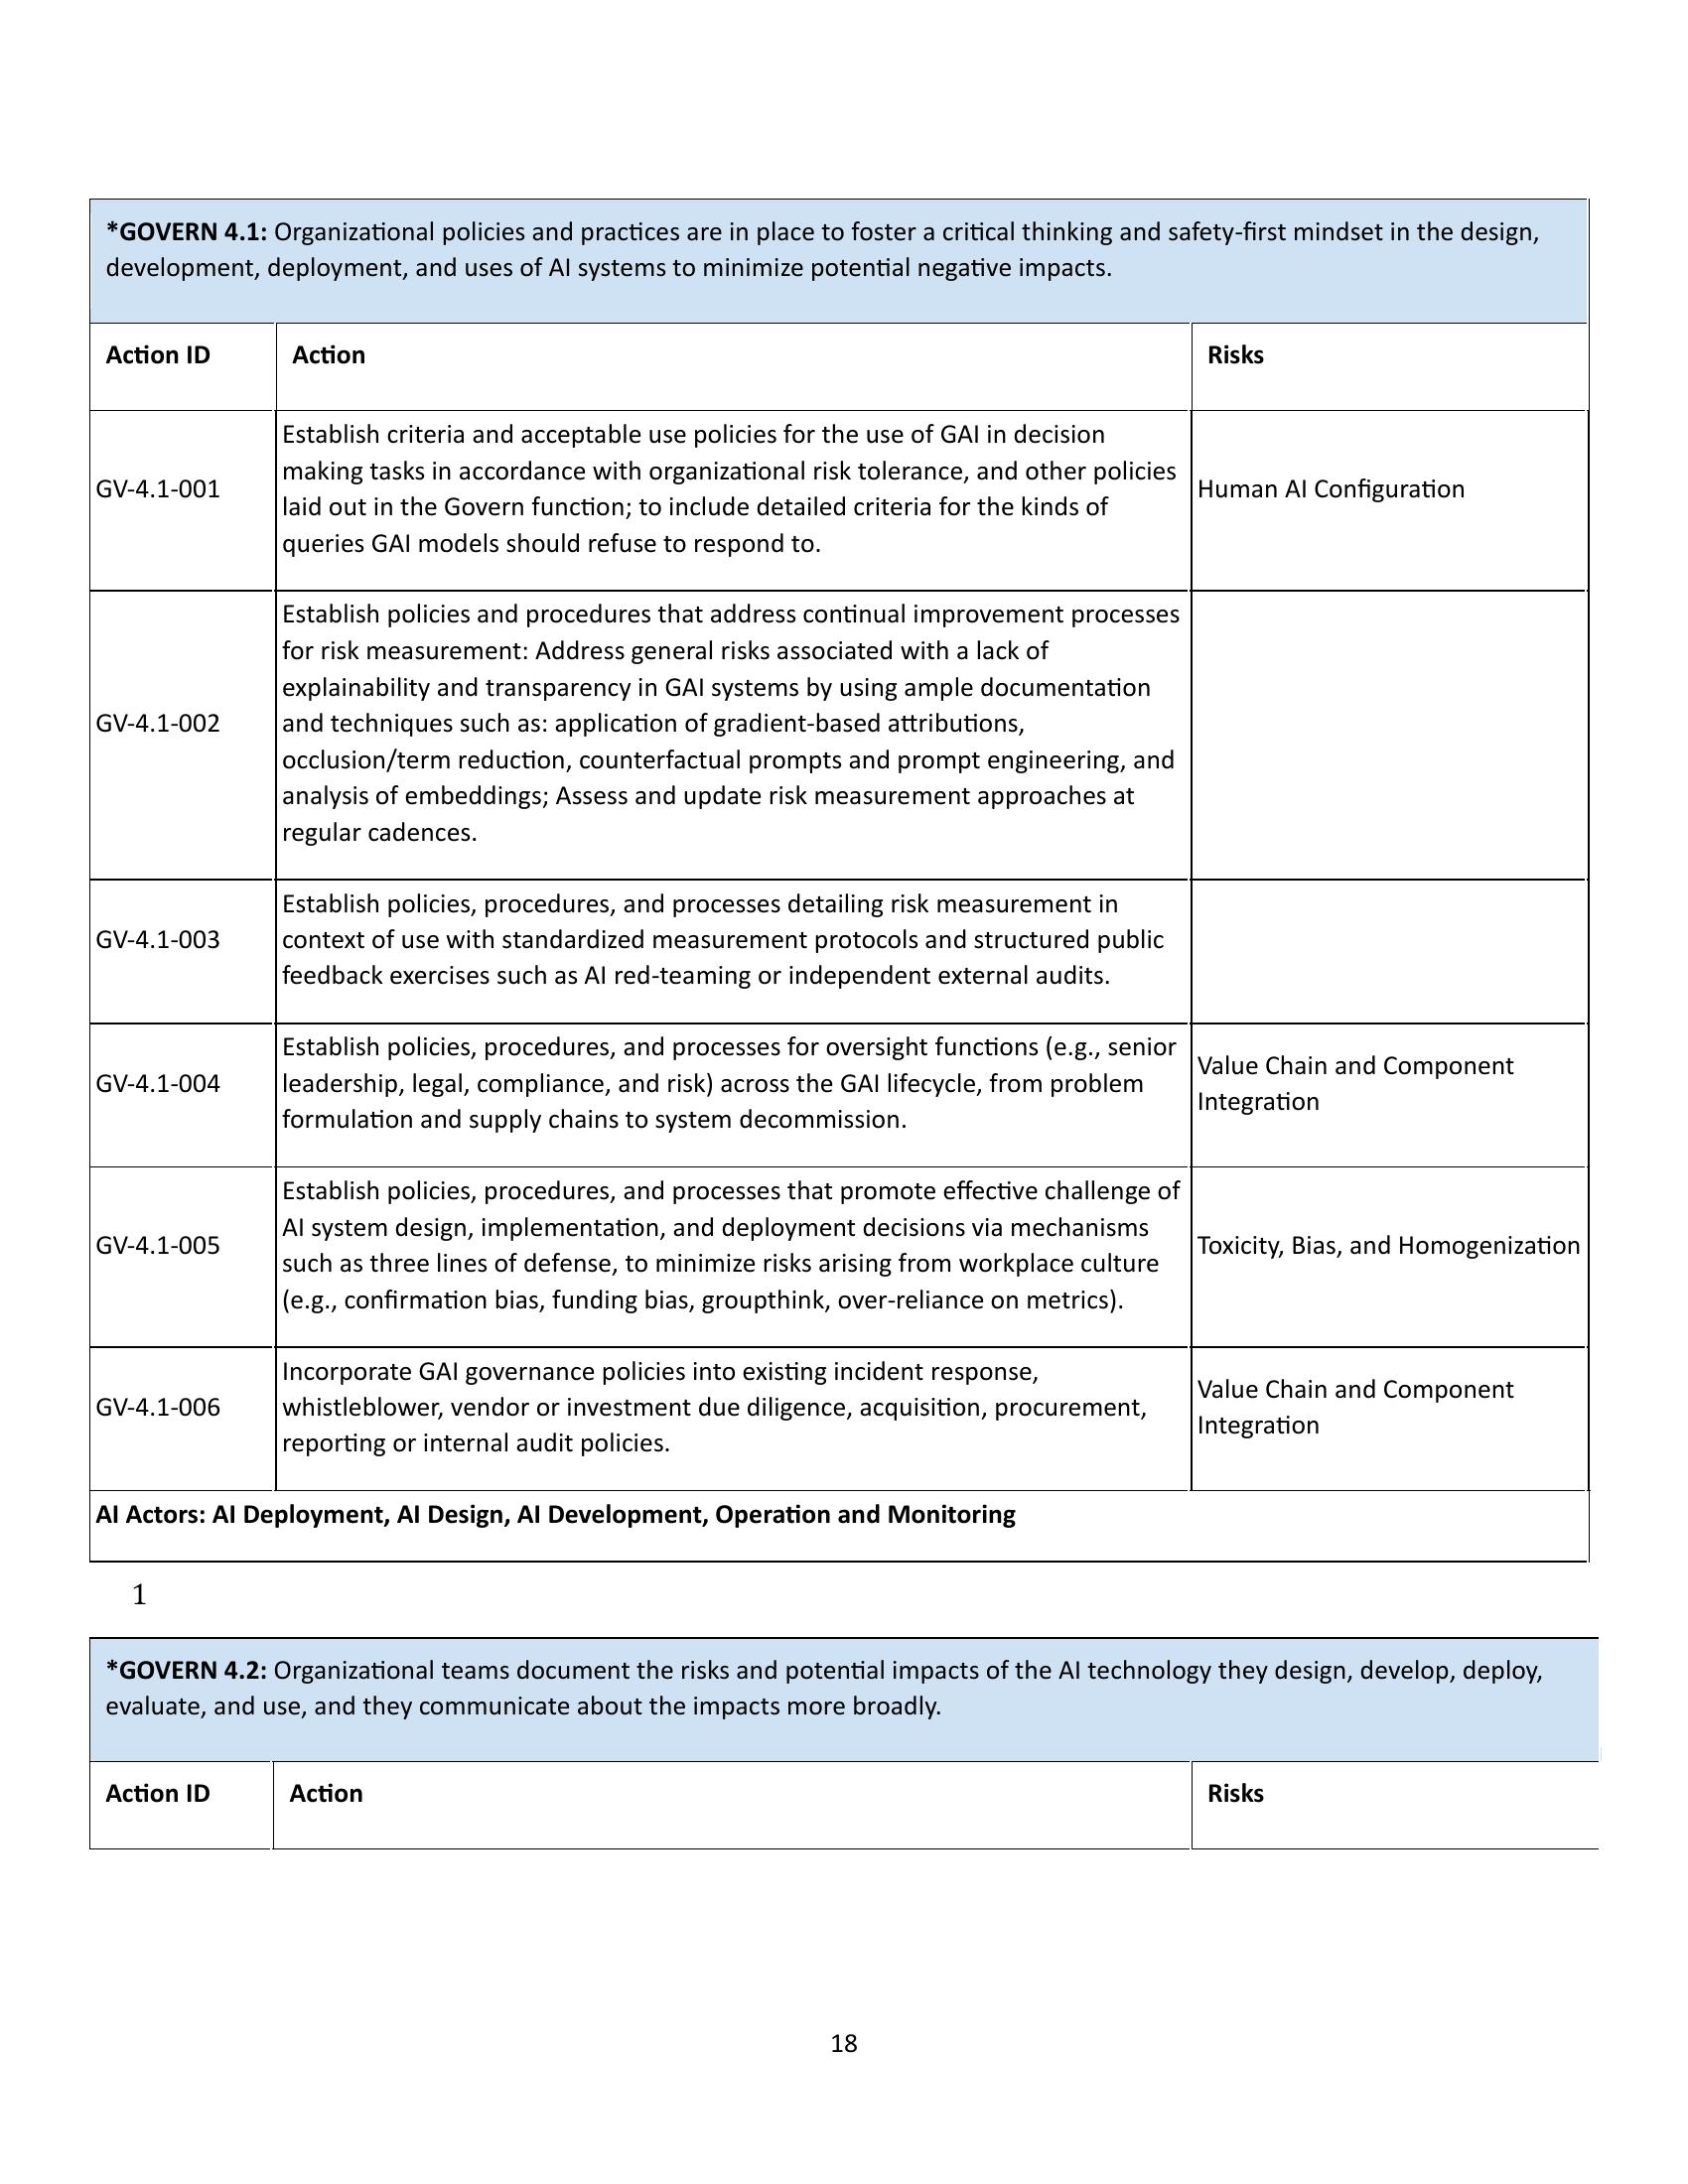 *GOVERN 4.1: Organizational policies and practices are in place to foster a critical thinking and safety-first mindset in the design,
development, deployment, and uses of AI systems to minimize potential negative impacts.
Action ID
Action
Risks
GV-4.1-001
Establish criteria and acceptable use policies for the use of GAI in decision
making tasks in accordance with organizational risk tolerance, and other policies
laid out in the Govern function; to include detailed criteria for the kinds of
queries GAI models should refuse to respond to.
Human AI Configuration
GV-4.1-002
Establish policies and procedures that address continual improvement processes
for risk measurement: Address general risks associated with a lack of
explainability and transparency in GAI systems by using ample documentation
and techniques such as: application of gradient-based attributions,
occlusion/term reduction, counterfactual prompts and prompt engineering, and
analysis of embeddings; Assess and update risk measurement approaches at
regular cadences.
GV-4.1-003
Establish policies, procedures, and processes detailing risk measurement in
context of use with standardized measurement protocols and structured public
feedback exercises such as AI red-teaming or independent external audits.
GV-4.1-004
Establish policies, procedures, and processes for oversight functions (e.g., senior
leadership, legal, compliance, and risk) across the GAI lifecycle, from problem
formulation and supply chains to system decommission.
Value Chain and Component
Integration
GV-4.1-005
Establish policies, procedures, and processes that promote effective challenge of
AI system design, implementation, and deployment decisions via mechanisms
such as three lines of defense, to minimize risks arising from workplace culture
(e.g., confirmation bias, funding bias, groupthink, over-reliance on metrics).
Toxicity, Bias, and Homogenization
GV-4.1-006
Incorporate GAI governance policies into existing incident response,
whistleblower, vendor or investment due diligence, acquisition, procurement,
reporting or internal audit policies.
Value Chain and Component
Integration
AI Actors: AI Deployment, AI Design, AI Development, Operation and Monitoring
1
*GOVERN 4.2: Organizational teams document the risks and potential impacts of the AI technology they design, develop, deploy,
evaluate, and use, and they communicate about the impacts more broadly.
Action ID
Action
Risks
18